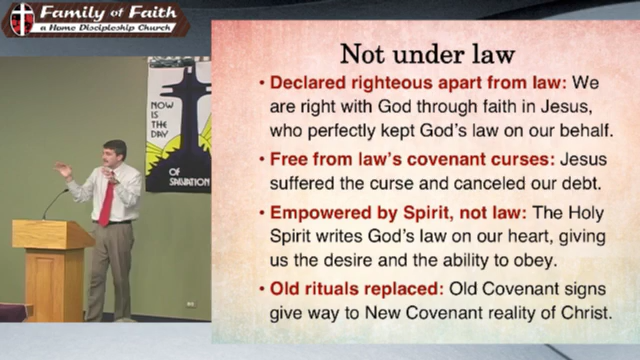 Family of Faith
a Home Discipleship Church
NOW
IS THE
DAY
OF
SALVATION
Not under law
• Declared righteous apart from law: We
are right with God through faith in Jesus,
who perfectly kept God's law on our behalf.
• Free from law's covenant curses: Jesus
suffered the curse and canceled our debt.
• Empowered by Spirit, not law: The Holy
Spirit writes God's law on our heart, giving
us the desire and the ability to obey.
• Old rituals replaced: Old Covenant signs
give way to New Covenant reality of Christ.